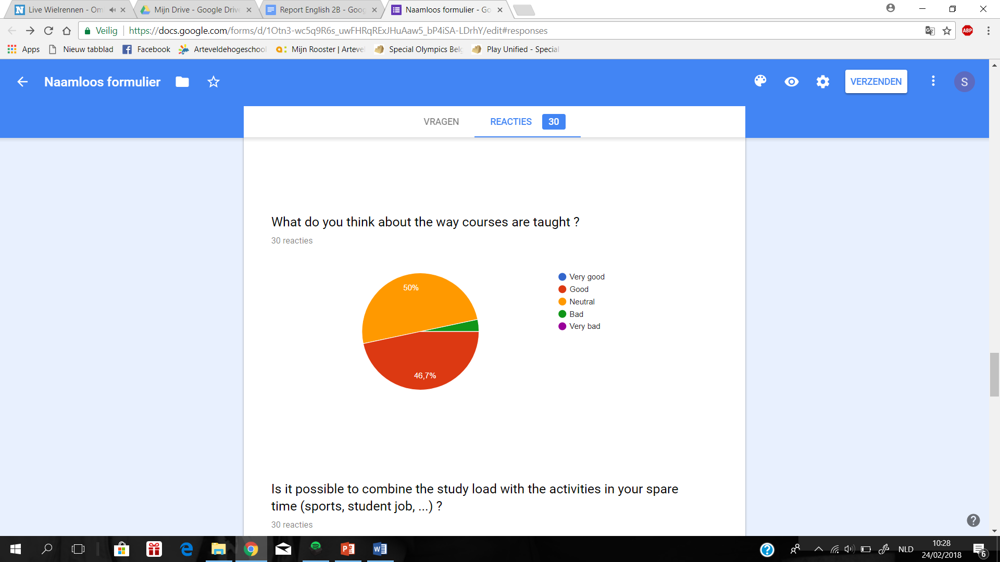 Live Wielrennen - Om
Mijn Drive - Google Drive
Report English 2B - Goog
Naamloos formulier - Go
Veilig
https://docs.google.com/forms/d/1Otn3-wc5q9R6s_uwFHRqRExJHuAaw5_bP4iSA-LDrhY/edit#responses
ABP
Apps
Nieuw tabblad
Facebook
Arteveldehogeschool
Mijn Rooster | Arteve
Special Olympics Belg
Play Unified - Special
Naamloos formulier
VERZENDEN
S
VRAGEN
REACTIES
30
What do you think about the way courses are taught ?
30 reacties
50%
46,7%
Very good
Good
Neutral
Bad
Very bad
Is it possible to combine the study load with the activities in your spare
time (sports, student job, ...) ?
30 reacties
NLD
10:28
24/02/2018
6